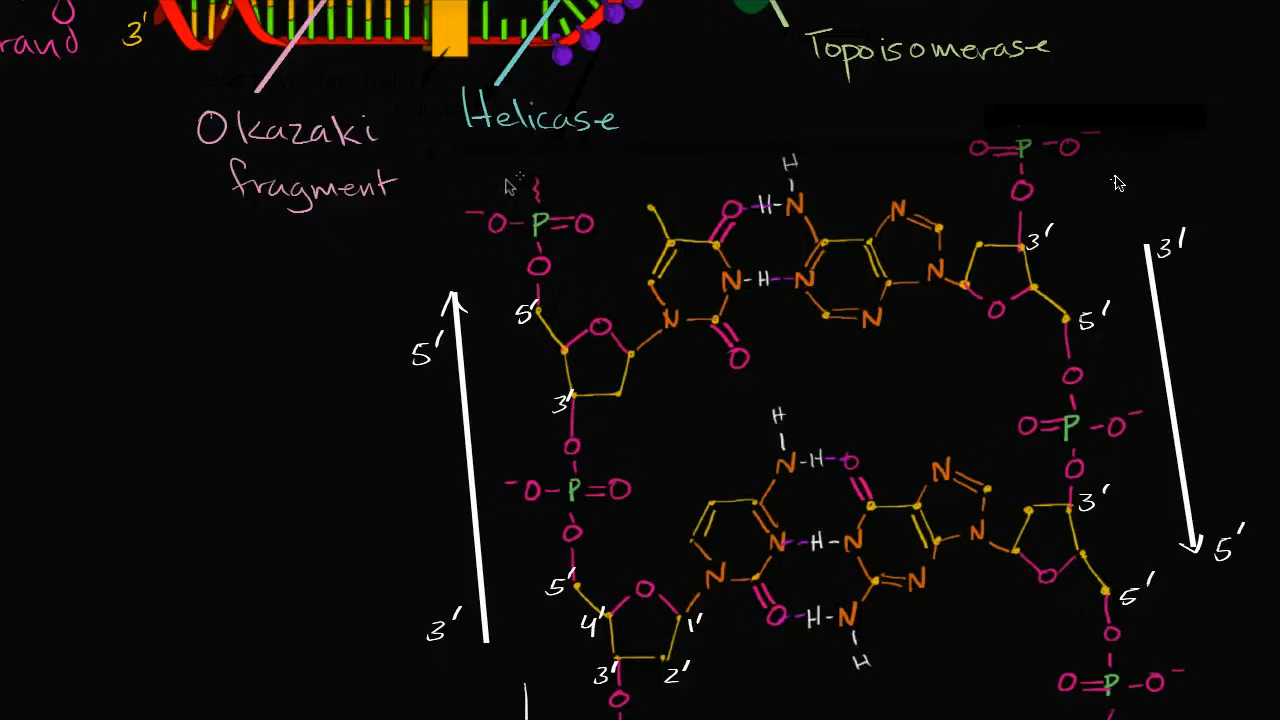 rand
3'
Okazaki
fragment
Helicase
Topoisomerase
O=P-O⁻
H
O
⁻O-P=O
O H-N N
3' 3'
O
N-H-N N
O
5' N N 5'
O
5'
O
O
3'
H
O
O=P-O⁻
O
N-H-O N
⁻O-P=O
3'
O
N-H-N N
5'
5' N N O
O
5'
4' 1' O-H-N
3'
O
3' 2' H
O O=P-O⁻